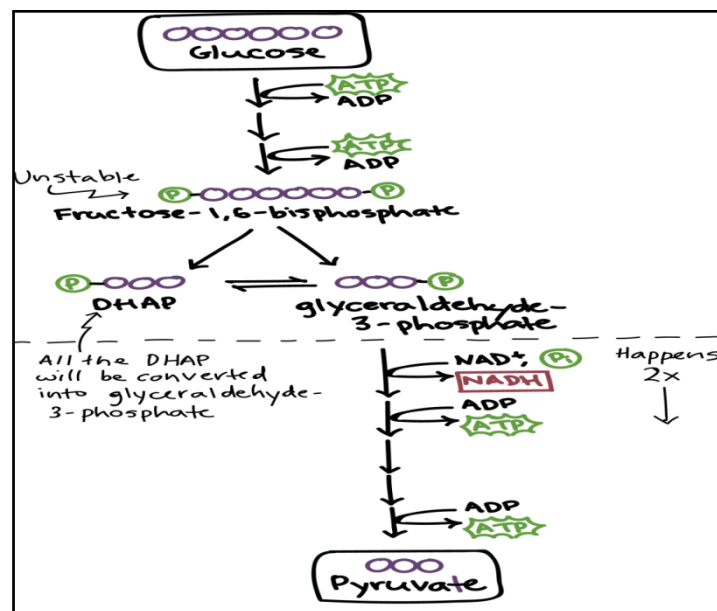 Glucose
ATP
ADP
ATP
ADP
Unstable
P P
Fructose-1,6-bisphosphate
P P
DHAP
glyceraldehyde-
3-phosphate
All the DHAP
will be converted
into glyceraldehyde-
3-phosphate
NAD+, Pi
NADH
ADP
ATP
Happens
2x
ADP
ATP
Pyruvate